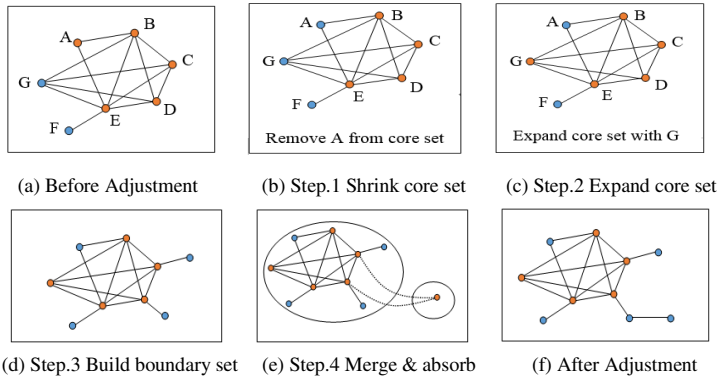 A B C D E F G
(a) Before Adjustment
A B C D E F G
Remove A from core set
(b) Step.1 Shrink core set
A B C D E F G
Expand core set with G
(c) Step.2 Expand core set
(d) Step.3 Build boundary set
(e) Step.4 Merge & absorb
(f) After Adjustment